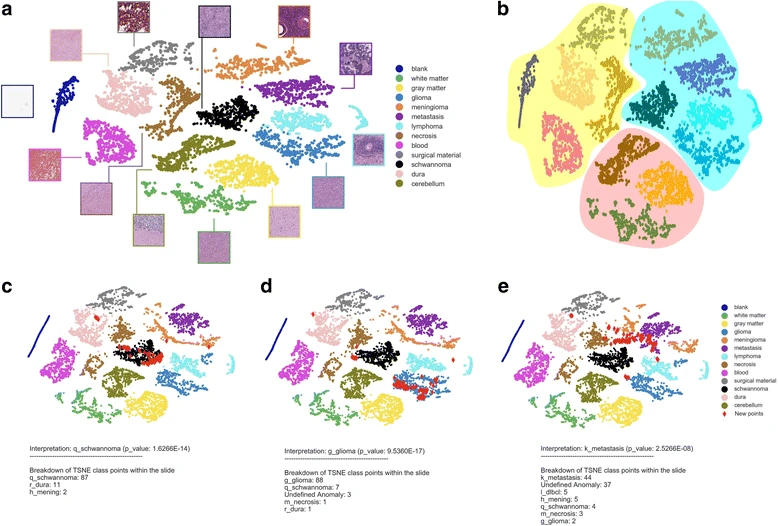 a
blank
white matter
gray matter
glioma
meningioma
metastasis
lymphoma
necrosis
blood
surgical material
schwannoma
dura
cerebellum
b
c
Interpretation: q_schwannoma (p_value: 1.6266E-14)
Breakdown of TSNE class points within the slide
q_schwannoma: 87
r_dura: 11
h_mening: 2
d
Interpretation: g_glioma (p_value: 9.5360E-17)
Breakdown of TSNE class points within the slide
g_glioma: 88
q_schwannoma: 7
Undefined Anomaly: 3
m_necrosis: 1
r_dura: 1
e
Interpretation: k_metastasis (p_value: 2.5266E-08)
Breakdown of TSNE class points within the slide
k_metastasis: 44
Undefined Anomaly: 37
l_dlbcl: 5
h_mening: 5
q_schwannoma: 4
m_necrosis: 3
g_glioma: 2
blank
white matter
gray matter
glioma
meningioma
metastasis
lymphoma
necrosis
blood
surgical material
schwannoma
dura
cerebellum
New points